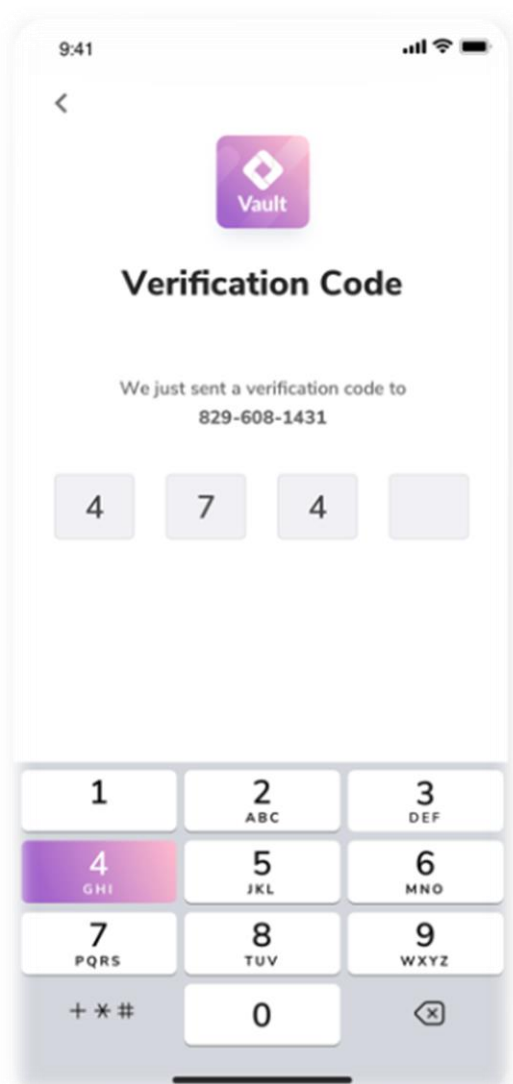 9:41
Vault
Verification Code
We just sent a verification code to
829-608-1431
4 7 4
1 2 3
ABC DEF
4 5 6
GHI JKL MNO
7 8 9
PQRS TUV WXYZ
+*# 0